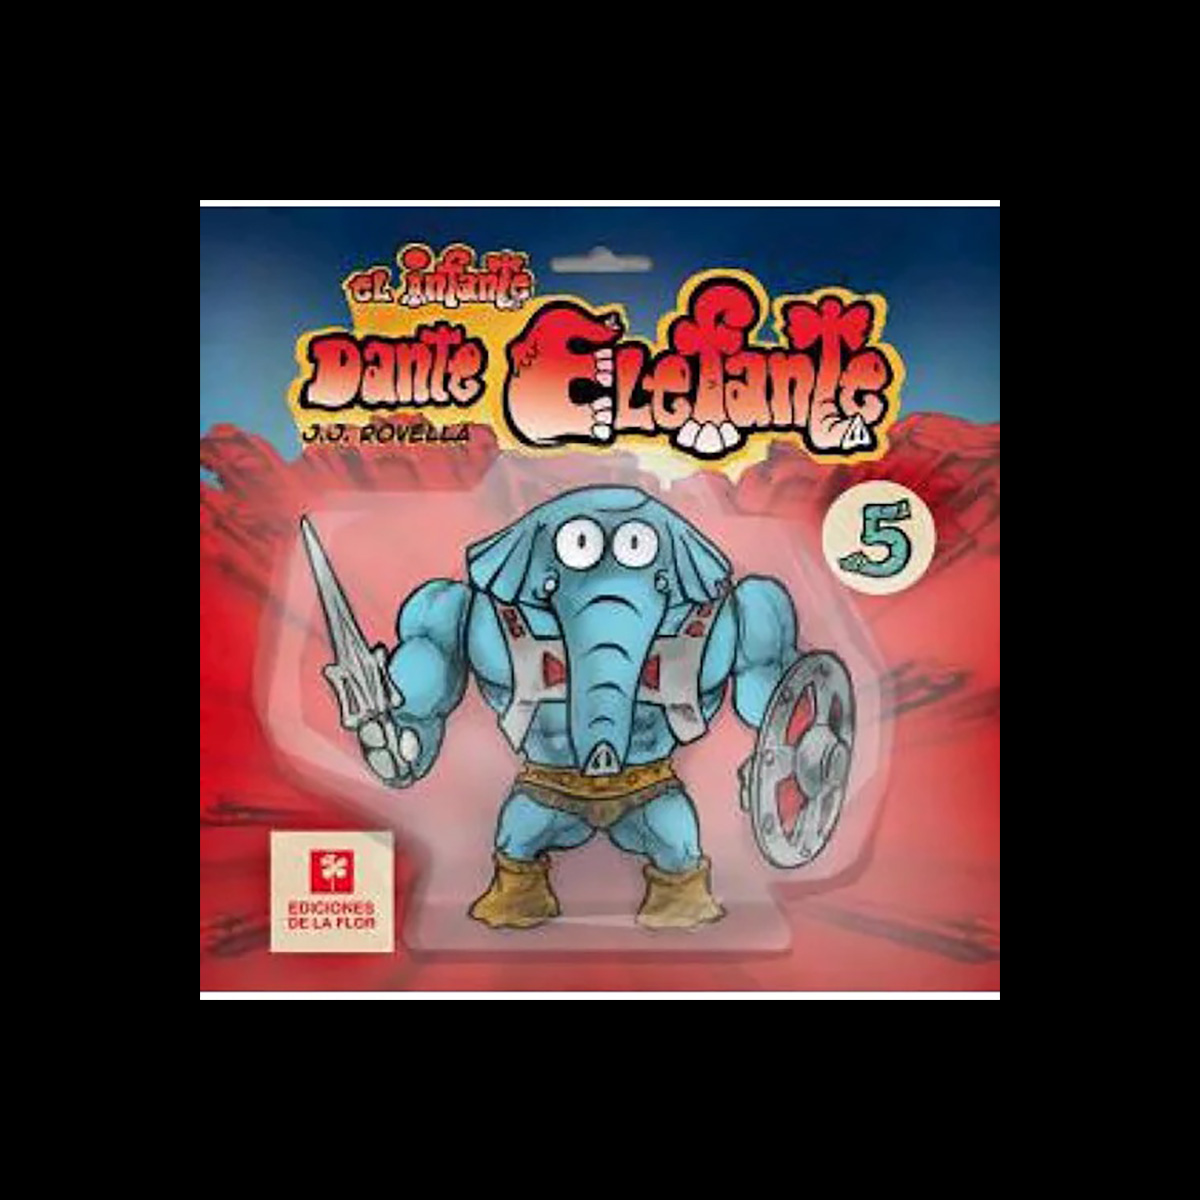 el infante
Dante Elefante
J.J. ROVELLA
5
EDICIONES
DE LA FLOR